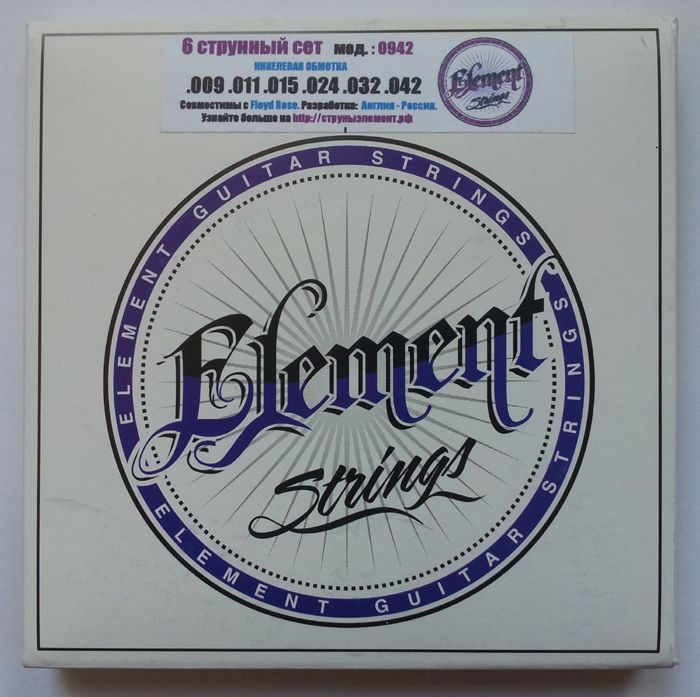 6 струнный сет мод. : 0942
НИКЕЛЕВАЯ ОБМОТКА
.009 .011 .015 .024 .032 .042
Совместимы с Floyd Rose. Разработка: Англия - Россия.
Узнайте больше на http://струныэлемент.рф
Element
Strings
ELEMENT GUITAR STRINGS
Element
Strings
ELEMENT GUITAR STRINGS